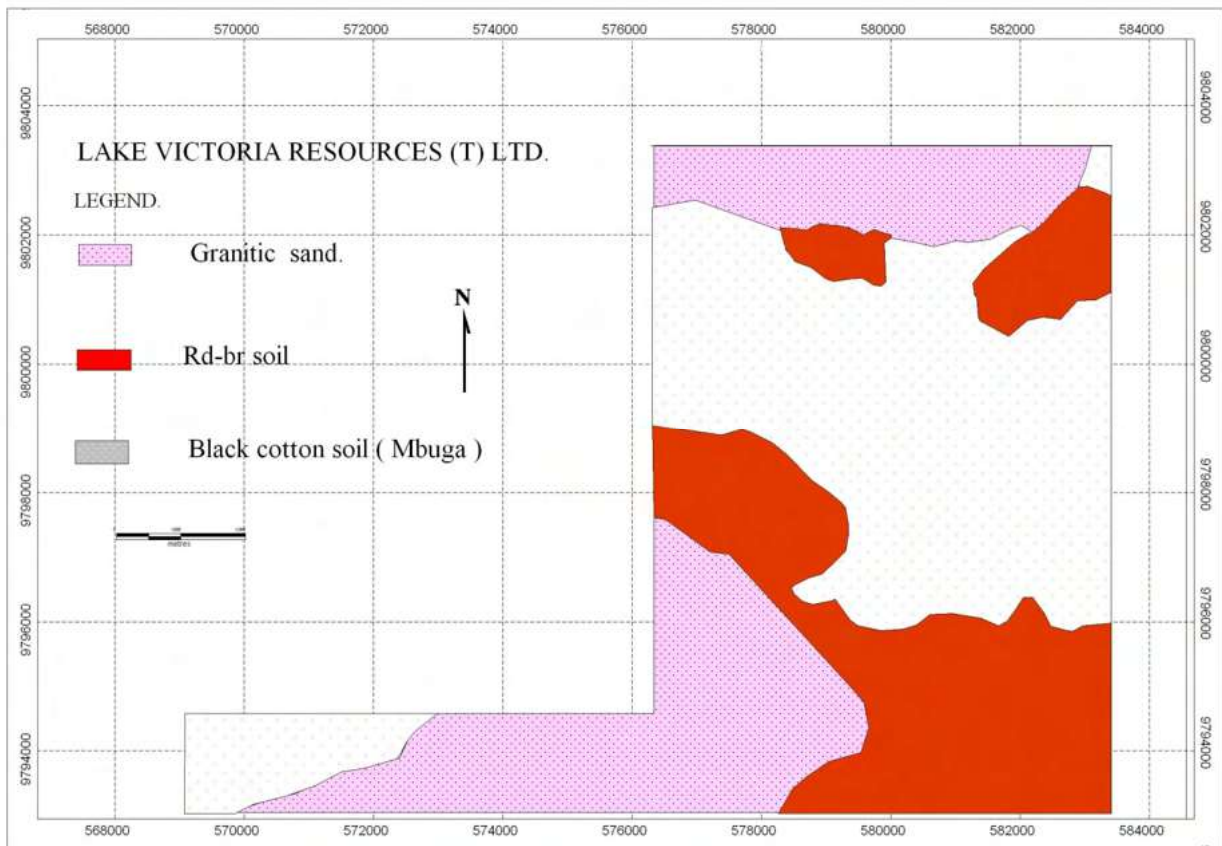 568000 570000 572000 574000 576000 578000 580000 582000 584000
9804000 9804000
LAKE VICTORIA RESOURCES (T) LTD.
LEGEND.
9802000 9802000
Granitic sand.
N
Rd-br soil
9800000 9800000
Black cotton soil ( Mbuga )
9798000 9798000
metres
9796000 9796000
9794000 9794000
568000 570000 572000 574000 576000 578000 580000 582000 584000